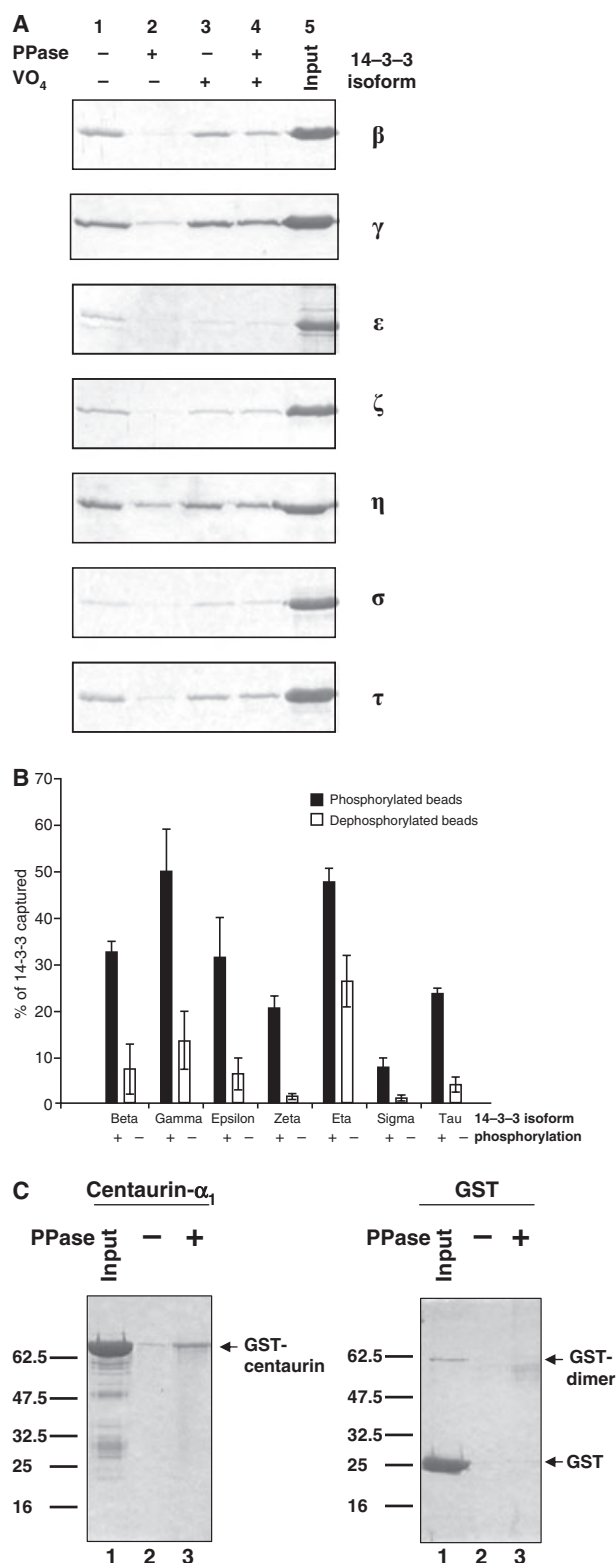 A 1 2 3 4 5
PPase – + – + Input 14–3–3
VO4 – – + + isoform
β
γ
ε
ζ
η
σ
τ
B
70
60
50
40
30
20
10
0
% of 14-3-3 captured
Phosphorylated beads
Dephosphorylated beads
Beta Gamma Epsilon Zeta Eta Sigma Tau 14–3–3 isoform
+ – + – + – + – + – + – + – phosphorylation
C
Centaurin-α1
PPase Input – +
62.5
47.5
32.5
25
16
GST-
centaurin
1 2 3
GST
PPase Input – +
62.5
47.5
32.5
25
16
GST-
dimer
GST
1 2 3